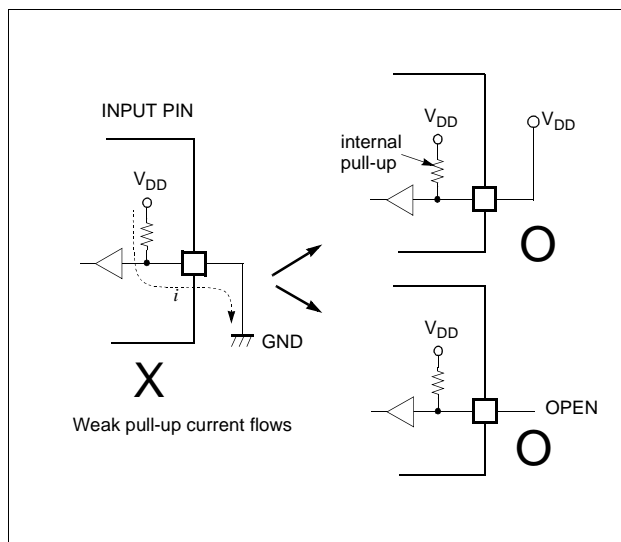 INPUT PIN
VDD
i
GND
X
Weak pull-up current flows
VDD
internal
pull-up
VDD
O
VDD
OPEN
O